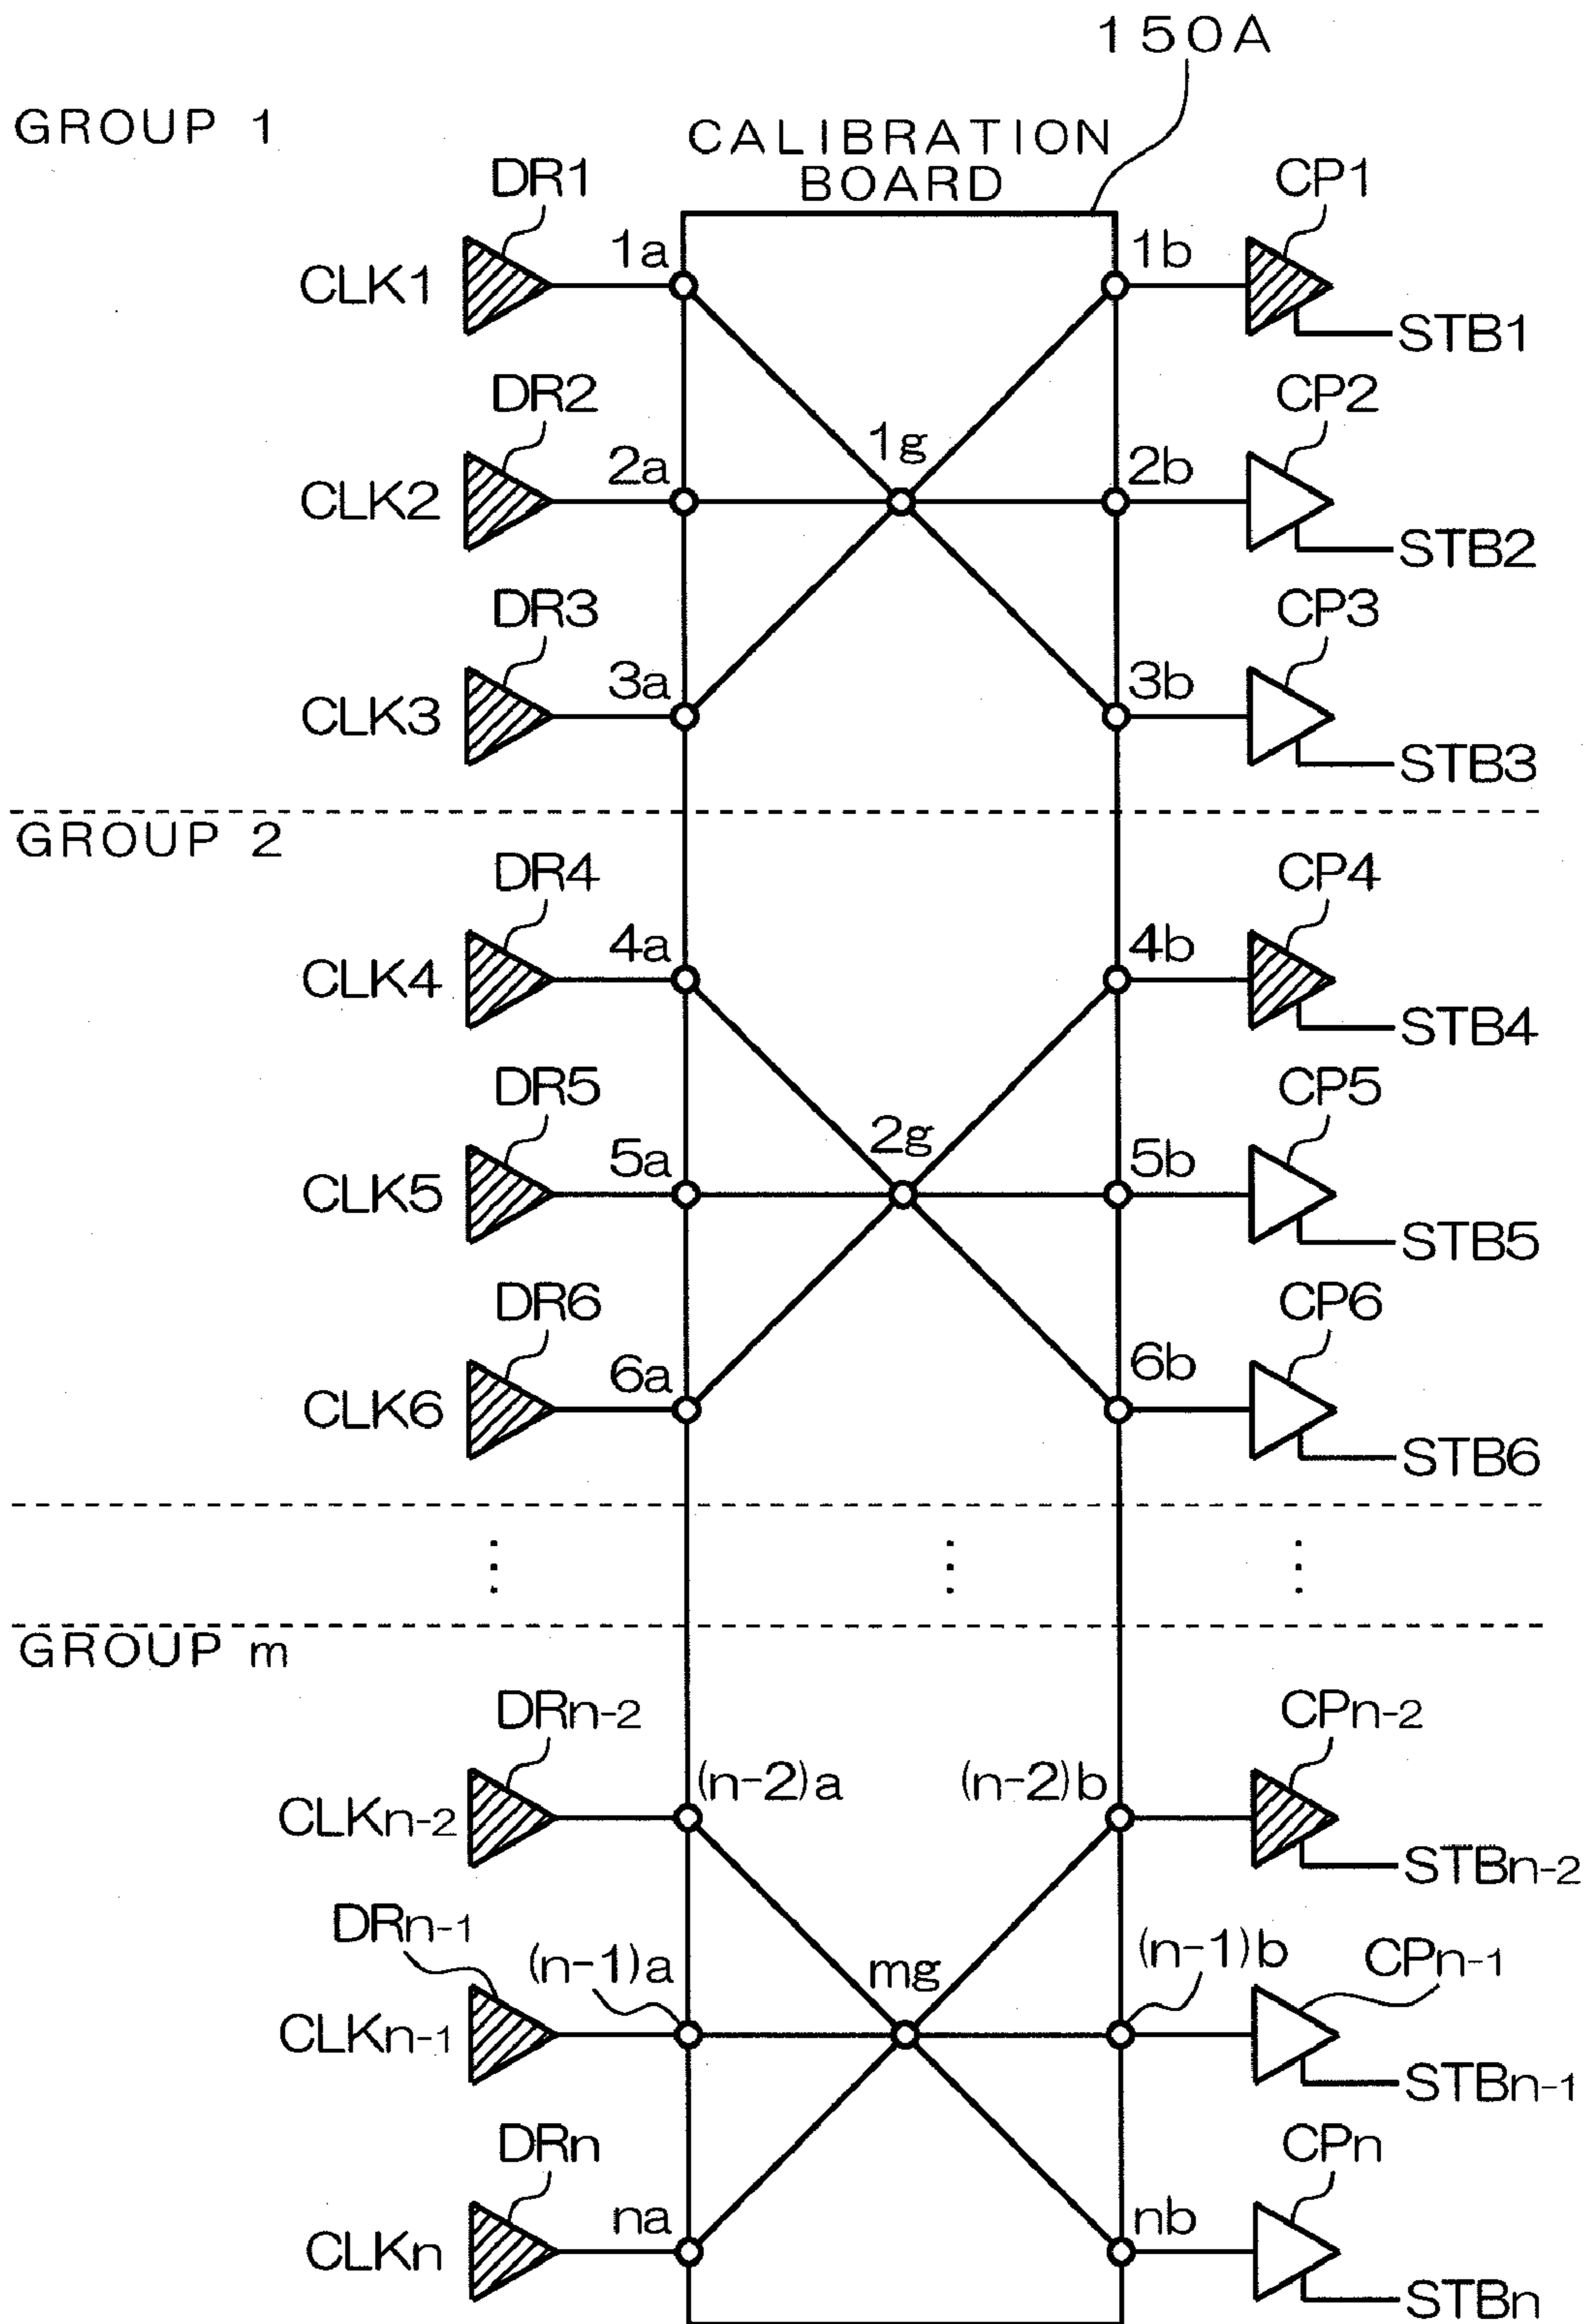 150A
GROUP 1
CALIBRATION
BOARD
DR1
CP1
1a
1b
CLK1
STB1
DR2
CP2
1g
2a
2b
CLK2
STB2
DR3
CP3
3a
3b
CLK3
STB3
GROUP 2
DR4
CP4
4a
4b
CLK4
STB4
DR5
CP5
2g
5a
5b
CLK5
STB5
DR6
CP6
6a
6b
CLK6
STB6
GROUP m
DRn-2
CPn-2
(n-2)a
(n-2)b
CLKn-2
STBn-2
DRn-1
(n-1)a
mg
(n-1)b
CPn-1
CLKn-1
STBn-1
DRn
CPn
na
nb
CLKn
STBn